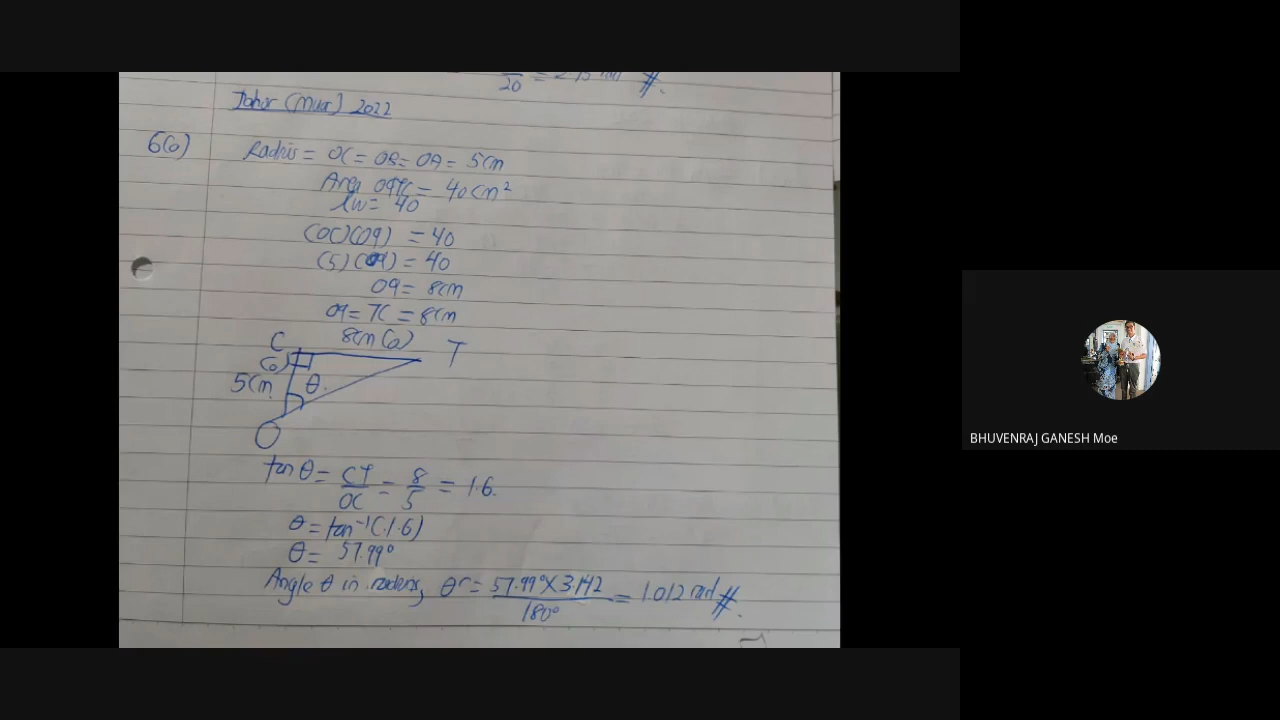 20
#.
Johor (Muar) 2022
6(a) Radius = OC = OB = OA = 5cm
Area OATC = 40cm²
lw = 40
(OC)(OA) = 40
(5)(OA) = 40
OA = 8cm
OA = TC = 8cm
C 8cm (a) T
(a)
5cm θ
O
tan θ = CT/OC = 8/5 = 1.6.
θ = tan⁻¹(1.6)
θ = 57.99°
Angle θ in radians, θʳ = 57.99° × 3.142 / 180° = 1.012 rad #.
BHUVENRAJ GANESH Moe